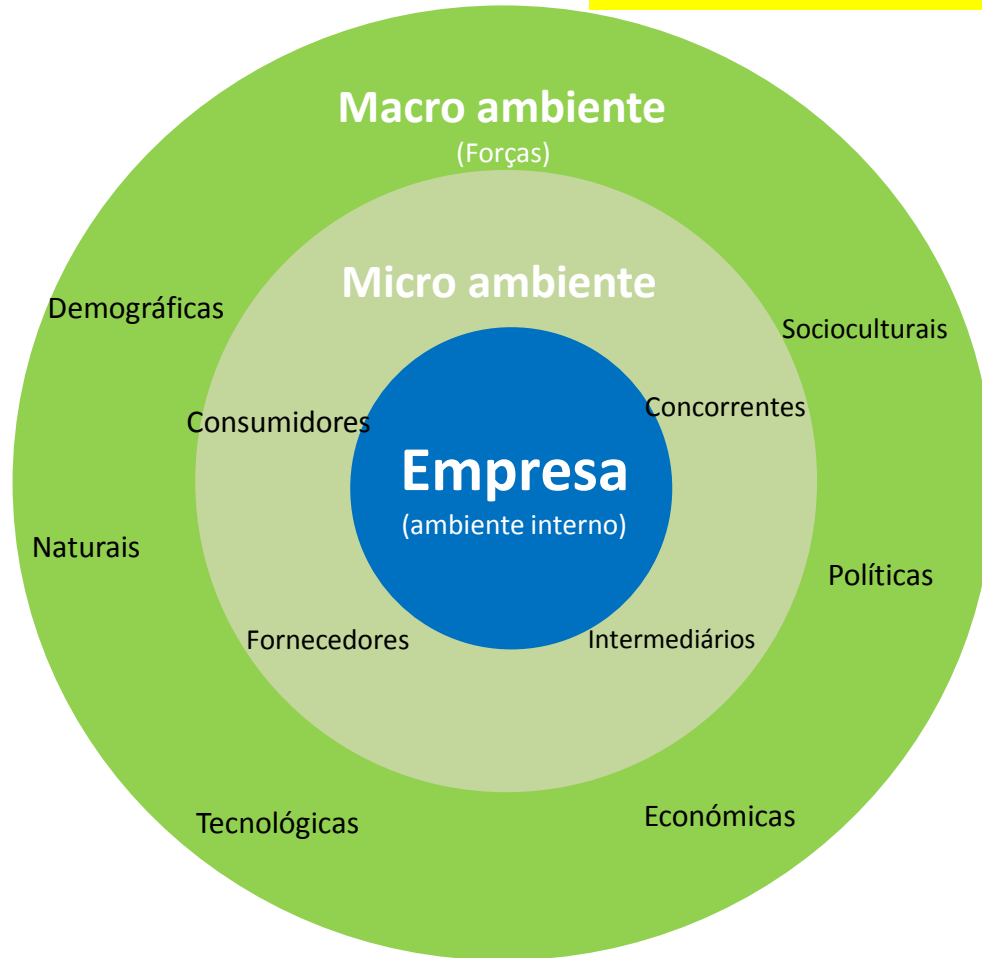 Macro ambiente
(Forças)
Micro ambiente
Demográficas
Socioculturais
Consumidores
Concorrentes
Empresa
(ambiente interno)
Naturais
Políticas
Fornecedores
Intermediários
Tecnológicas
Económicas